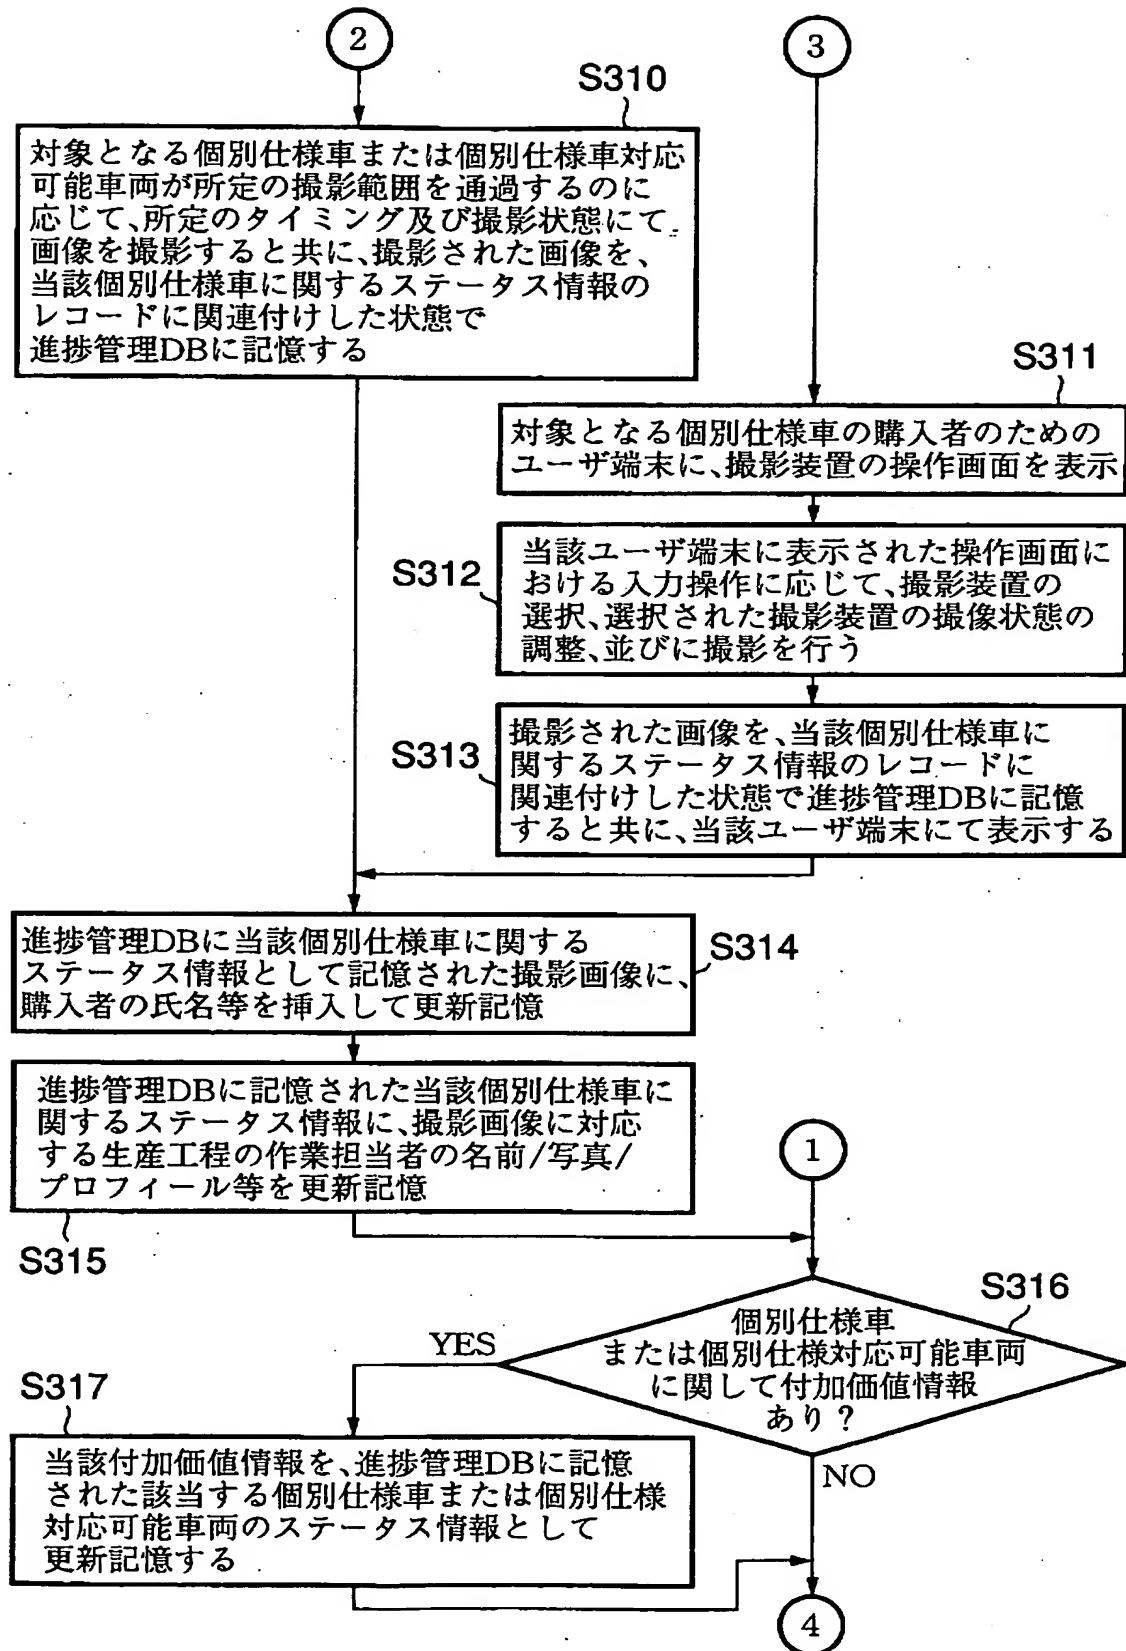 2
3
S310
対象となる個別仕様車または個別仕様車対応
可能車両が所定の撮影範囲を通過するのに
応じて、所定のタイミング及び撮影状態にて
画像を撮影すると共に、撮影された画像を、
当該個別仕様車に関するステータス情報の
レコードに関連付けした状態で
進捗管理DBに記憶する
S311
対象となる個別仕様車の購入者のための
ユーザ端末に、撮影装置の操作画面を表示
S312
当該ユーザ端末に表示された操作画面に
おける入力操作に応じて、撮影装置の
選択、選択された撮影装置の撮像状態の
調整、並びに撮影を行う
S313
撮影された画像を、当該個別仕様車に
関するステータス情報のレコードに
関連付けした状態で進捗管理DBに記憶
すると共に、当該ユーザ端末にて表示する
進捗管理DBに当該個別仕様車に関する
ステータス情報として記憶された撮影画像に、
購入者の氏名等を挿入して更新記憶
S314
進捗管理DBに記憶された当該個別仕様車に
関するステータス情報に、撮影画像に対応
する生産工程の作業担当者の名前/写真/
プロフィール等を更新記憶
S315
1
S316
個別仕様車
または個別仕様対応可能車両
に関して付加価値情報
あり？
YES
NO
S317
当該付加価値情報を、進捗管理DBに記憶
された該当する個別仕様車または個別仕様
対応可能車両のステータス情報として
更新記憶する
4